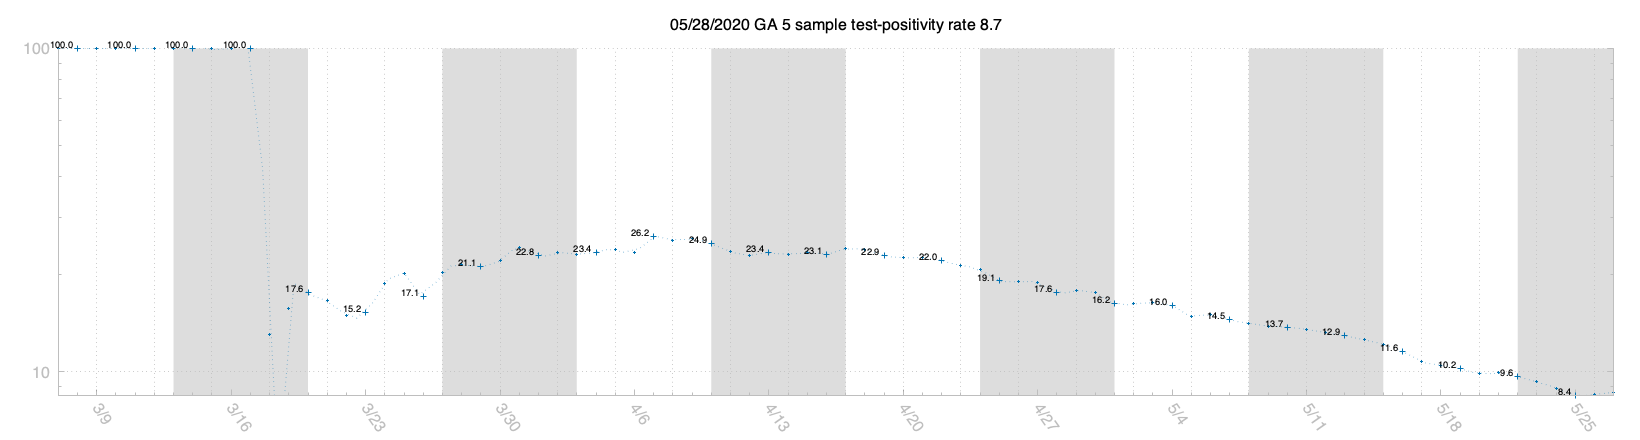 05/28/2020 GA 5 sample test-positivity rate 8.7
100
100.0 100.0 100.0 100.0
26.2
24.9
22.8 23.4 23.4 23.1 22.9
21.1 22.0
19.1
17.6 17.1 17.6
15.2 16.2 16.0
14.5 13.7
12.9
11.6
10 10.2
9.6
8.4
3/9 3/16 3/23 3/30 4/6 4/13 4/20 4/27 5/4 5/11 5/18 5/25